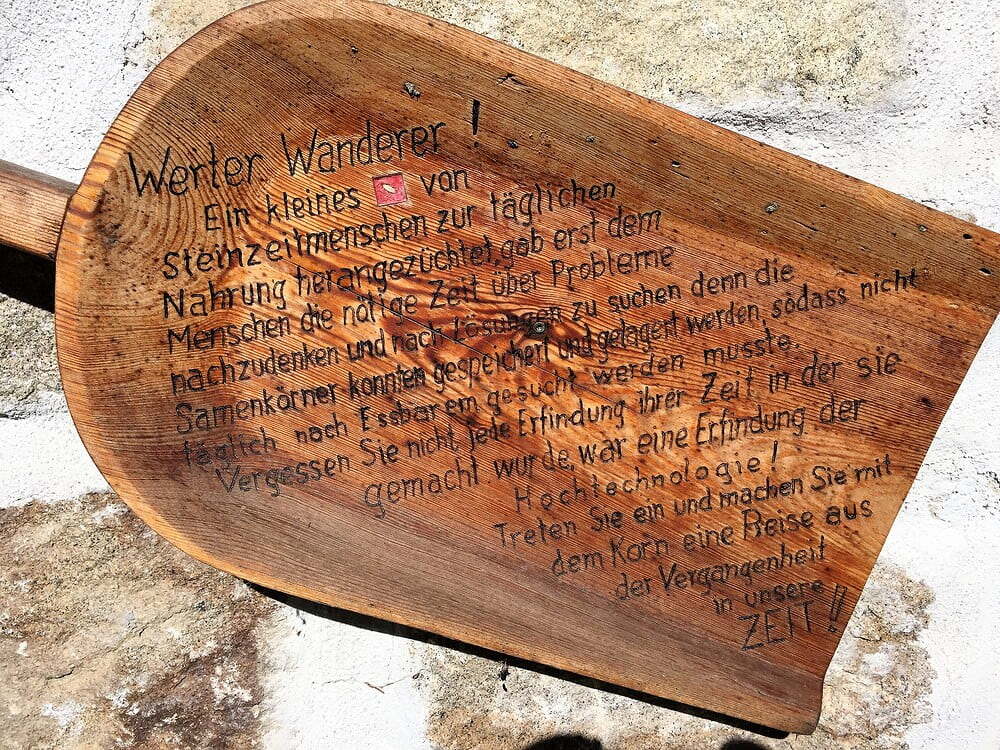 Werter Wanderer !
Ein kleines von
Steinzeitmenschen zur täglichen
Nahrung herangezüchtet, gab erst dem
Menschen die nötige Zeit über Probleme
nachzudenken und nach Lösungen zu suchen denn die
Samenkörner konnten gespeichert und gelagert werden, sodass nicht
täglich nach Essbarem gesucht werden musste.
Vergessen Sie nicht, jede Erfindung ihrer Zeit in der sie
gemacht wurde, war eine Erfindung der
Hochtechnologie !
Treten Sie ein und machen Sie mit
dem Korn eine Reise aus
der Vergangenheit
in unsere
ZEIT !!